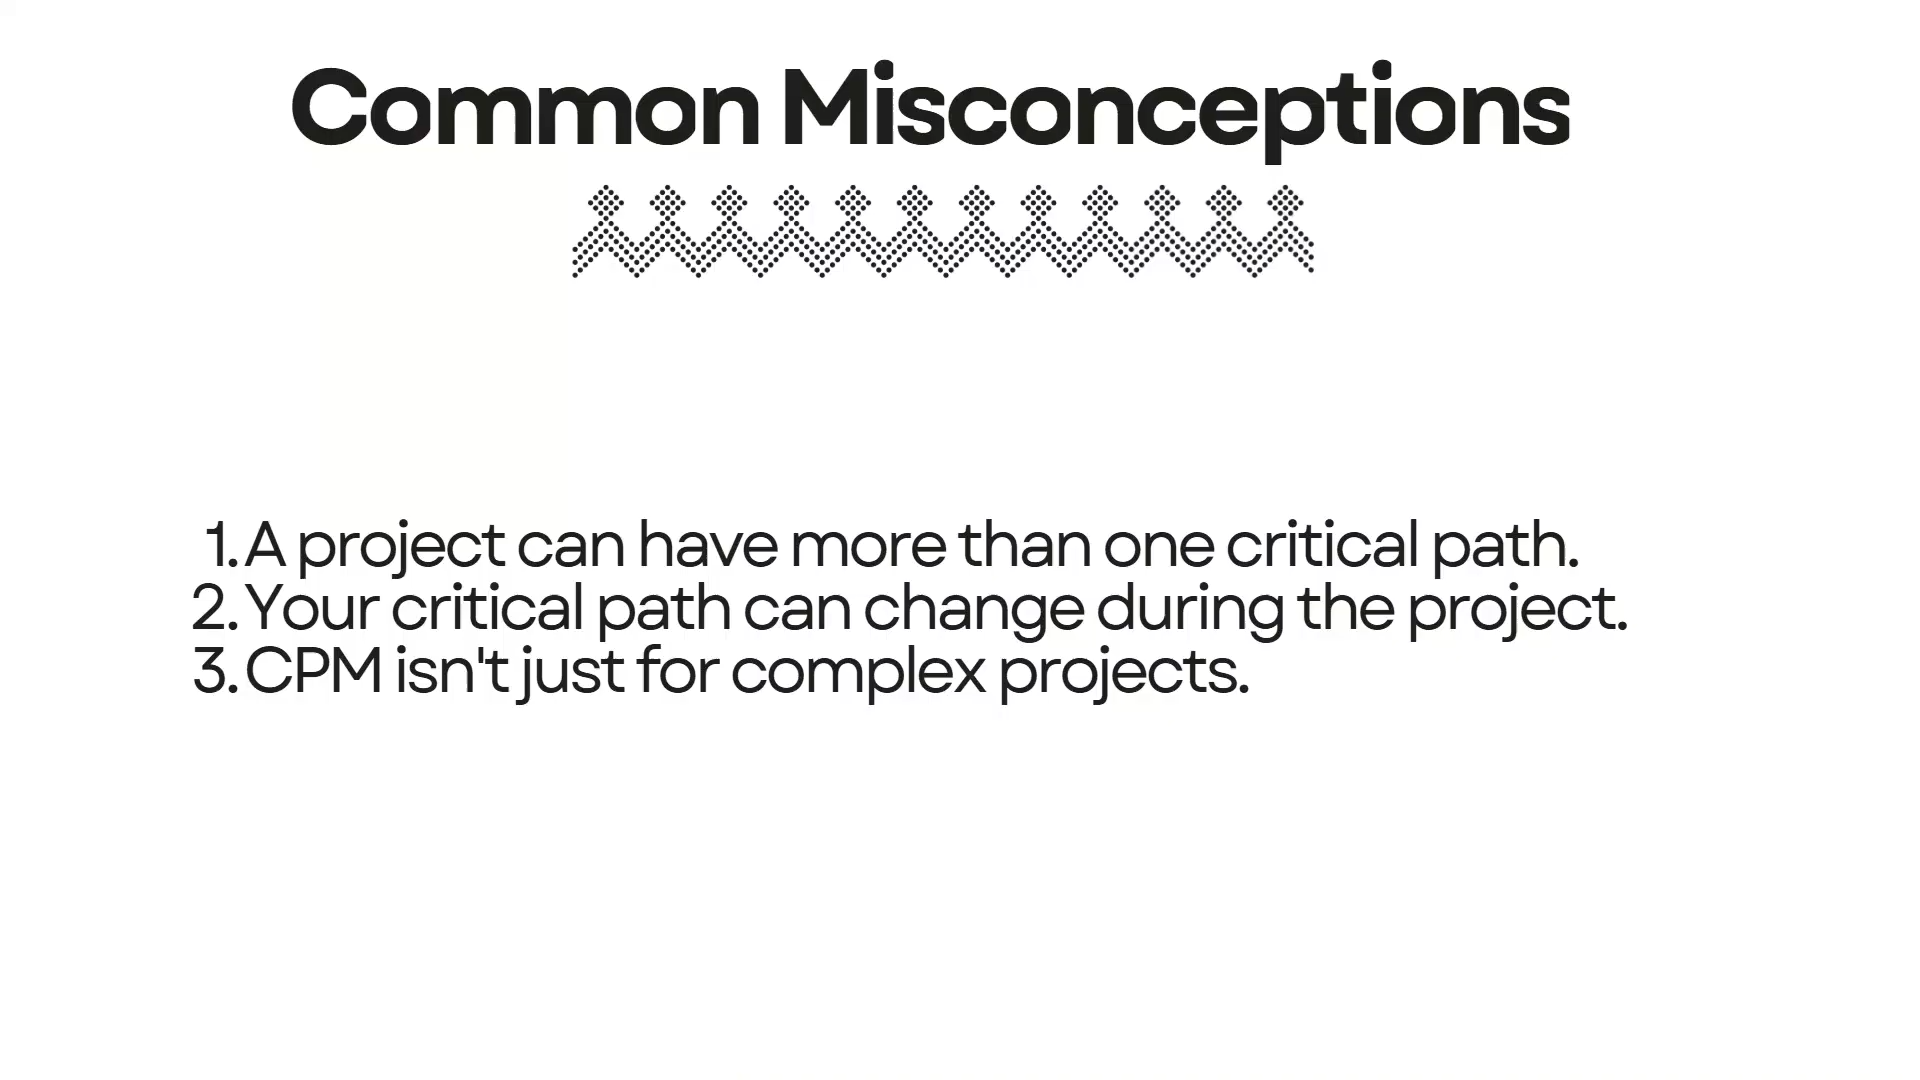 Common Misconceptions
1. A project can have more than one critical path.
2. Your critical path can change during the project.
3. CPM isn't just for complex projects.